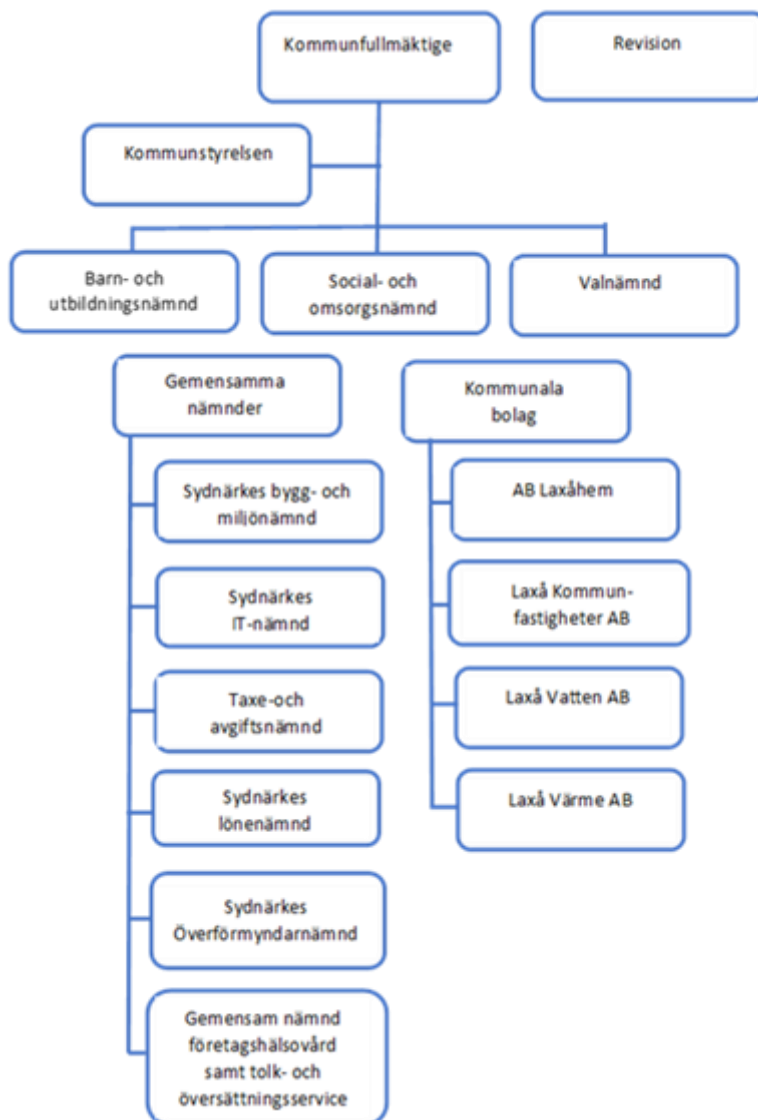 Kommunfullmäktige
Revision
Kommunstyrelsen
Barn- och
utbildningsnämnd
Social- och
omsorgsnämnd
Valnämnd
Gemensamma
nämnder
Sydnärkes bygg- och
miljönämnd
Sydnärkes
IT-nämnd
Taxe-och
avgiftsnämnd
Sydnärkes
lönenämnd
Sydnärkes
Överförmyndarnämnd
Gemensam nämnd
företagshälsovård
samt tolk- och
översättningsservice
Kommunala
bolag
AB Laxåhem
Laxå Kommun-
fastigheter AB
Laxå Vatten AB
Laxå Värme AB